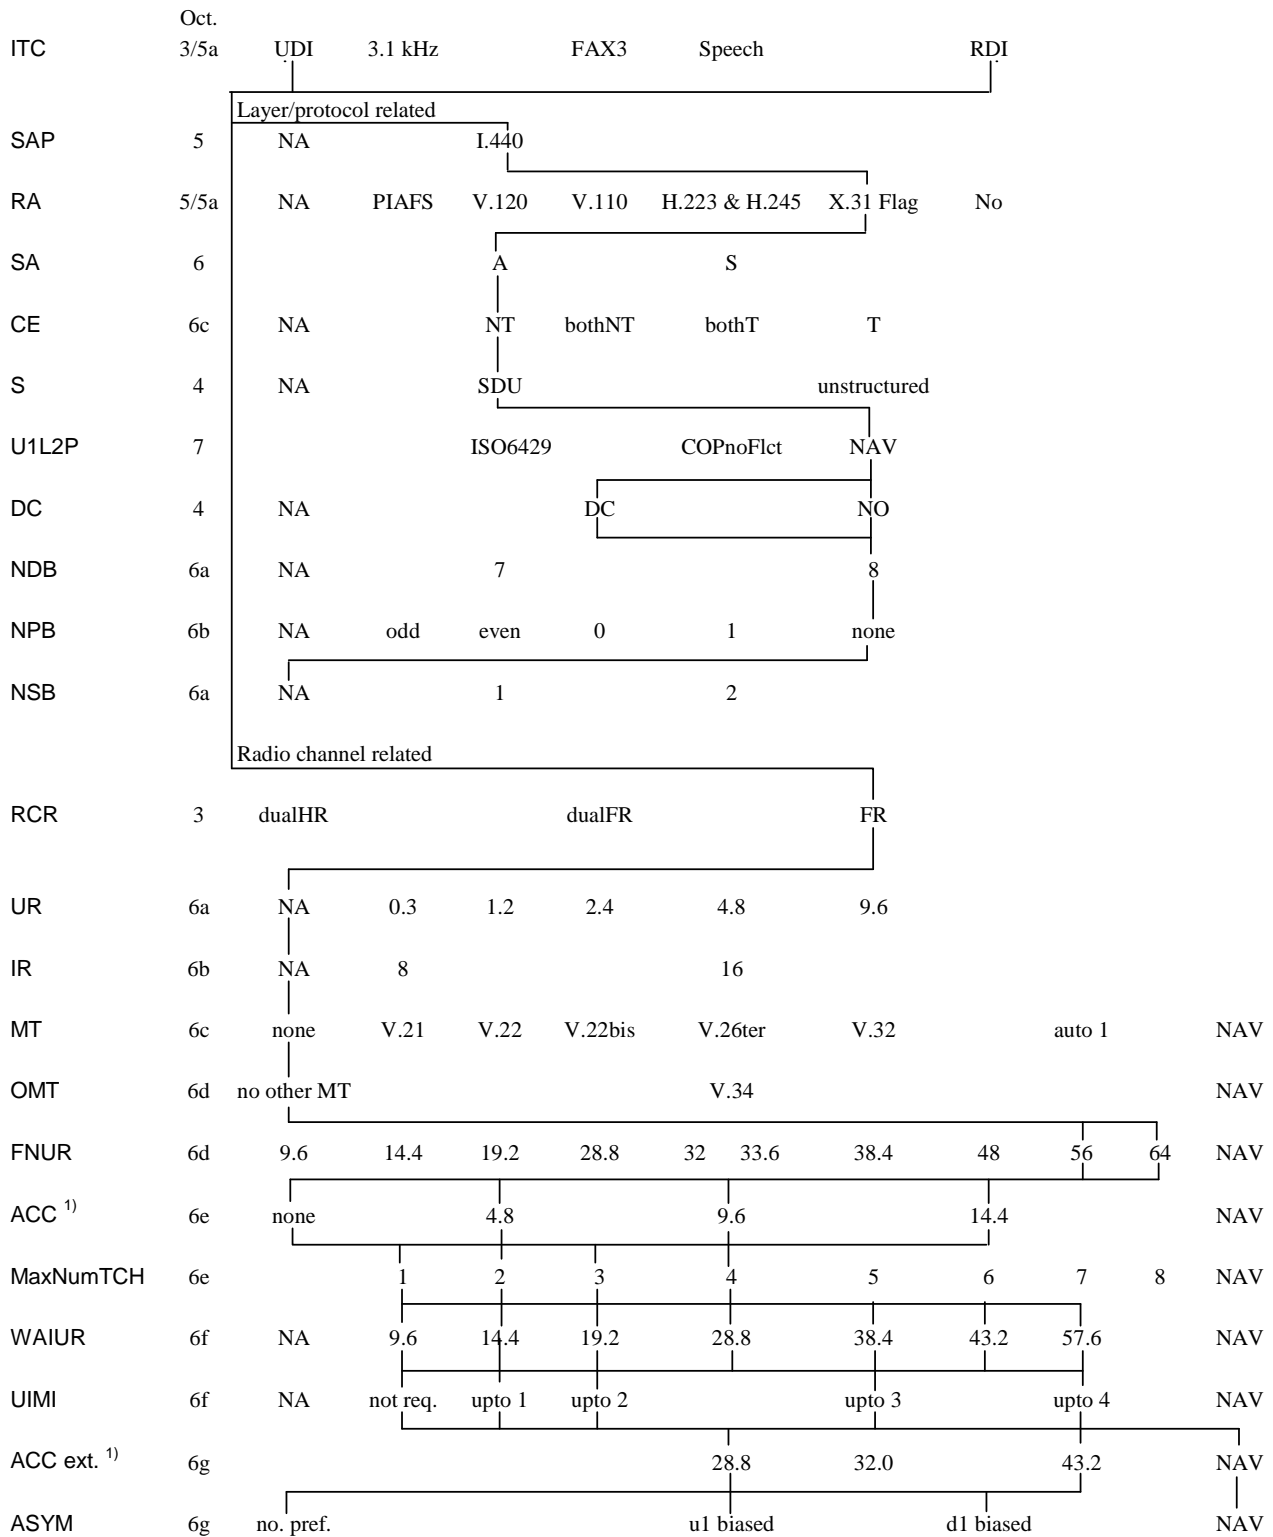 Oct.
ITC 3/5a UDI 3.1 kHz FAX3 Speech RDI
Layer/protocol related
SAP 5 NA I.440
RA 5/5a NA PIAFS V.120 V.110 H.223 & H.245 X.31 Flag No
SA 6 A S
CE 6c NA NT bothNT bothT T
S 4 NA SDU unstructured
U1L2P 7 ISO6429 COPnoFlct NAV
DC 4 NA DC NO
NDB 6a NA 7 8
NPB 6b NA odd even 0 1 none
NSB 6a NA 1 2
Radio channel related
RCR 3 dualHR dualFR FR
UR 6a NA 0.3 1.2 2.4 4.8 9.6
IR 6b NA 8 16
MT 6c none V.21 V.22 V.22bis V.26ter V.32 auto 1 NAV
OMT 6d no other MT V.34 NAV
FNUR 6d 9.6 14.4 19.2 28.8 32 33.6 38.4 48 56 64 NAV
ACC 1) 6e none 4.8 9.6 14.4 NAV
MaxNumTCH 6e 1 2 3 4 5 6 7 8 NAV
WAIUR 6f NA 9.6 14.4 19.2 28.8 38.4 43.2 57.6 NAV
UIMI 6f NA not req. upto 1 upto 2 upto 3 upto 4 NAV
ACC ext. 1) 6g 28.8 32.0 43.2 NAV
ASYM 6g no. pref. u1 biased d1 biased NAV